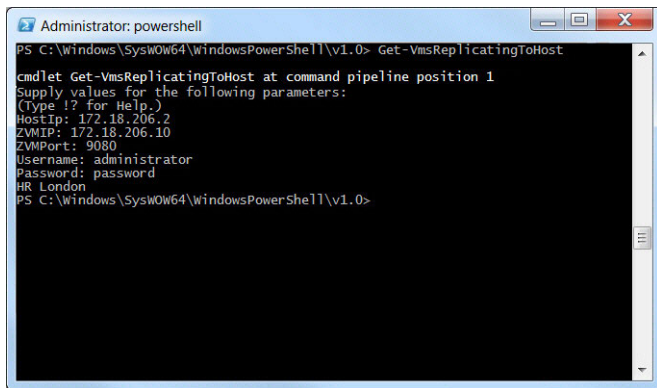 Administrator: powershell
PS C:\Windows\SysWOW64\WindowsPowerShell\v1.0> Get-VmsReplicatingToHost
cmdlet Get-VmsReplicatingToHost at command pipeline position 1
Supply values for the following parameters:
(Type !? for Help.)
HostIp: 172.18.206.2
ZVMIP: 172.18.206.10
ZVMPort: 9080
Username: administrator
Password: password
HR London
PS C:\Windows\SysWOW64\WindowsPowerShell\v1.0>